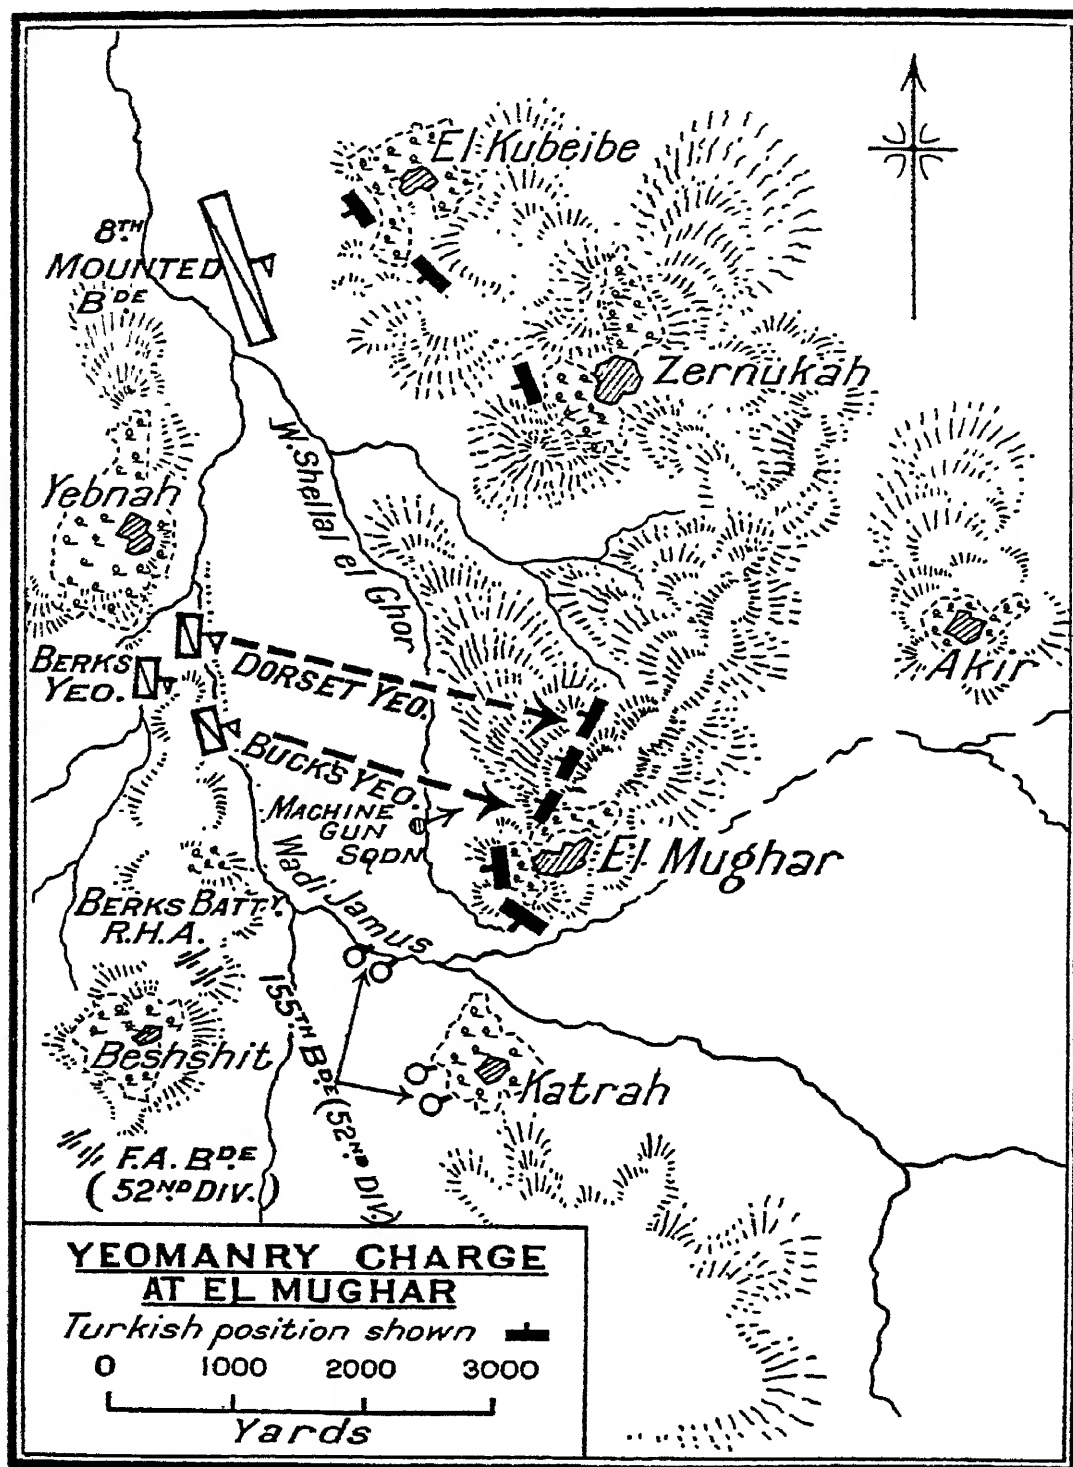 El Kubeibe
8TH
MOUNTED
BDE
Zernukah
W. Shellal el Ghor
Yebnah
Akir
BERKS
YEO.
DORSET YEO.
BUCKS YEO.
MACHINE
GUN
SQDN
El Mughar
Wadi Jamus
BERKS BATTY.
R.H.A.
155TH BDE (52ND DIV.)
Beshshit
Katrah
F.A. BDE
(52ND DIV.)
YEOMANRY CHARGE
AT EL MUGHAR
Turkish position shown
0 1000 2000 3000
Yards